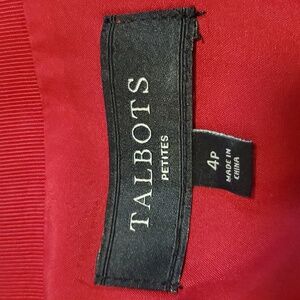 TALBOTS
PETITES
4P
MADE IN
CHINA